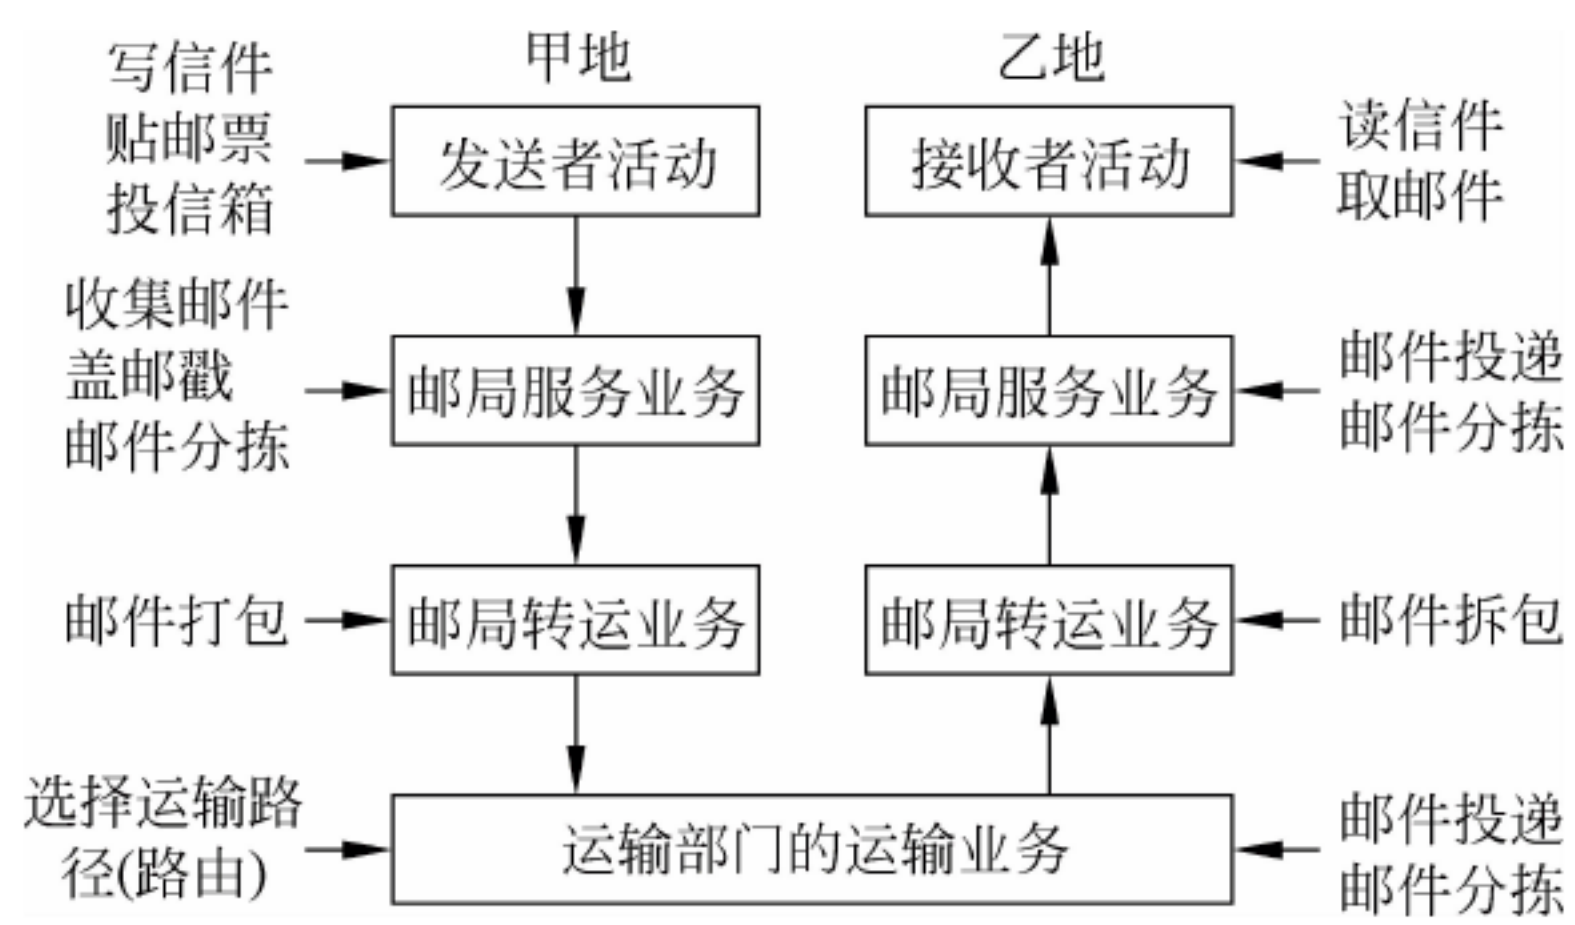 甲地
乙地
写信件
贴邮票
投信箱
发送者活动
接收者活动
读信件
取邮件
收集邮件
盖邮戳
邮件分拣
邮局服务业务
邮局服务业务
邮件投递
邮件分拣
邮件打包
邮局转运业务
邮局转运业务
邮件拆包
选择运输路
径(路由)
运输部门的运输业务
邮件投递
邮件分拣